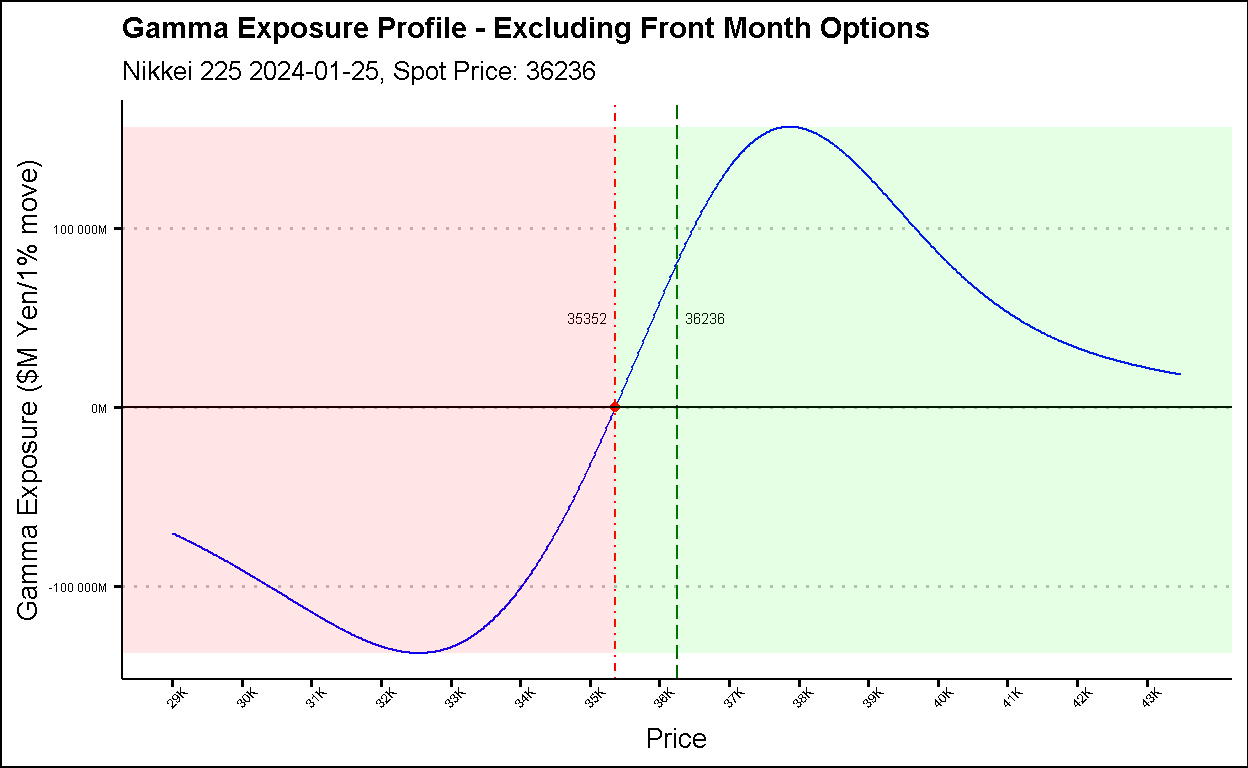 Gamma Exposure Profile - Excluding Front Month Options
Nikkei 225 2024-01-25, Spot Price: 36236
Gamma Exposure ($M Yen/1% move)
100 000M
0M
-100 000M
35352
36236
29K
30K
31K
32K
33K
34K
35K
36K
37K
38K
39K
40K
41K
42K
43K
Price